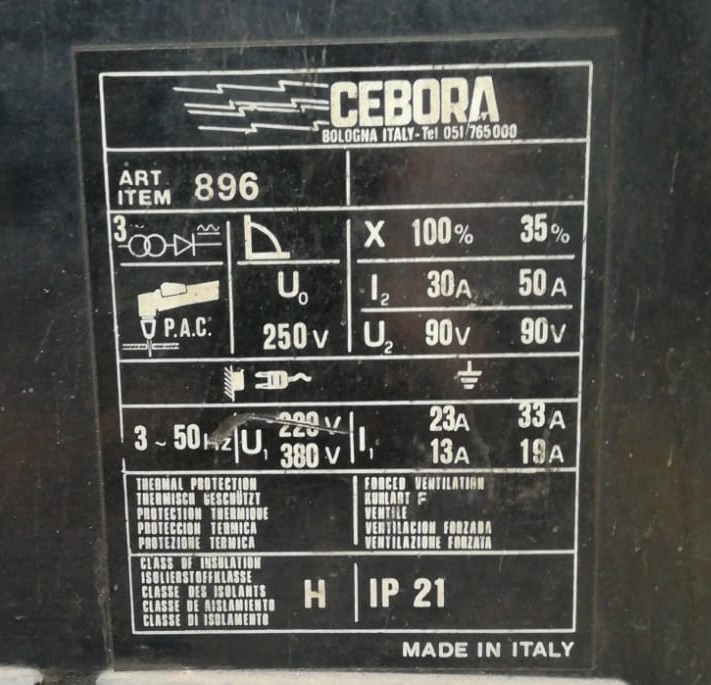 CEBORA
BOLOGNA ITALY-Tel 051/765000
ART.
ITEM 896
3~
X 100% 35%
U₀
I₂ 30A 50A
P.A.C.
250V
U₂ 90V 90V
3~50Hz U₁ 220V I₁ 23A 33A
380V 13A 19A
THERMAL PROTECTION
THERMISCH GESCHÜTZT
PROTECTION THERMIQUE
PROTECCION TERMICA
PROTEZIONE TERMICA
FORCED VENTILATION
KUHLART F
VENTILE
VENTILACION FORZADA
VENTILAZIONE FORZATA
CLASS OF INSULATION
ISOLIERSTOFFKLASSE
CLASSE DES ISOLANTS
CLASSE DE AISLAMIENTO
CLASSE DI ISOLAMENTO
H IP 21
MADE IN ITALY